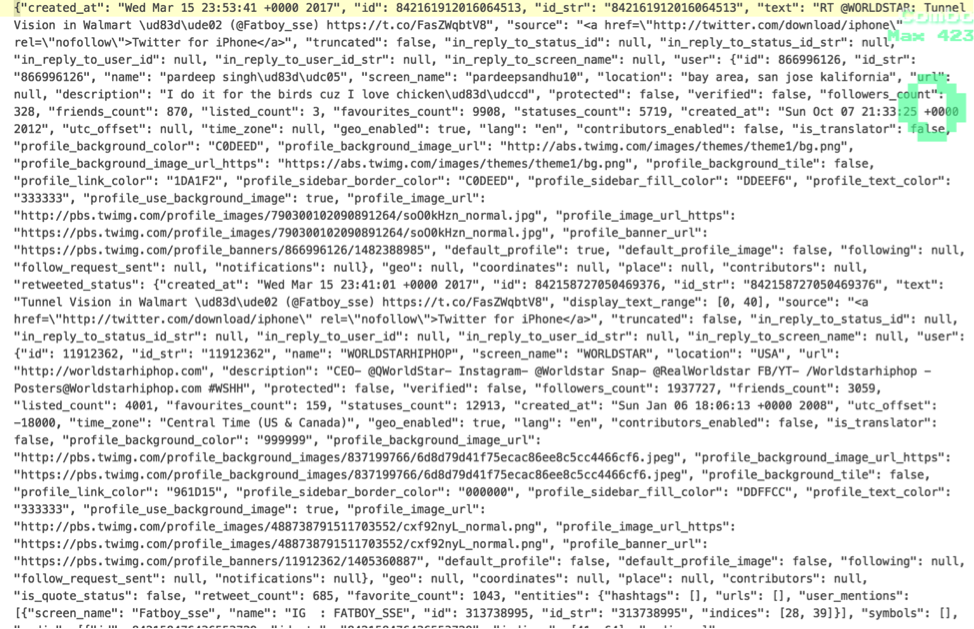 {"created_at": "Wed Mar 15 23:53:41 +0000 2017", "id": 842161912016064513, "id_str": "842161912016064513", "text": "RT @WORLDSTAR: Tunnel
Combo
Vision in Walmart \ud83d\ude02 (@Fatboy_sse) https://t.co/FasZWqbtV8", "source": "<a href=\"http://twitter.com/download/iphone\"
Max 423
rel=\"nofollow\">Twitter for iPhone</a>", "truncated": false, "in_reply_to_status_id": null, "in_reply_to_status_id_str": null,
"in_reply_to_user_id": null, "in_reply_to_user_id_str": null, "in_reply_to_screen_name": null, "user": {"id": 866996126, "id_str":
"866996126", "name": "pardeep singh\ud83d\udc05", "screen_name": "pardeepsandhu10", "location": "bay area, san jose kalifornia", "url":
null, "description": "I do it for the birds cuz I love chicken\ud83d\udccd", "protected": false, "verified": false, "followers_count":
328, "friends_count": 870, "listed_count": 3, "favourites_count": 9908, "statuses_count": 5719, "created_at": "Sun Oct 07 21:33:25 +0000
2012", "utc_offset": null, "time_zone": null, "geo_enabled": true, "lang": "en", "contributors_enabled": false, "is_translator": false,
"profile_background_color": "C0DEED", "profile_background_image_url": "http://abs.twimg.com/images/themes/theme1/bg.png",
"profile_background_image_url_https": "https://abs.twimg.com/images/themes/theme1/bg.png", "profile_background_tile": false,
"profile_link_color": "1DA1F2", "profile_sidebar_border_color": "C0DEED", "profile_sidebar_fill_color": "DDEEF6", "profile_text_color":
"333333", "profile_use_background_image": true, "profile_image_url":
"http://pbs.twimg.com/profile_images/790300102090891264/soO0kHzn_normal.jpg", "profile_image_url_https":
"https://pbs.twimg.com/profile_images/790300102090891264/soO0kHzn_normal.jpg", "profile_banner_url":
"https://pbs.twimg.com/profile_banners/866996126/1482388985", "default_profile": true, "default_profile_image": false, "following": null,
"follow_request_sent": null, "notifications": null}, "geo": null, "coordinates": null, "place": null, "contributors": null,
"retweeted_status": {"created_at": "Wed Mar 15 23:41:01 +0000 2017", "id": 842158727050469376, "id_str": "842158727050469376", "text":
"Tunnel Vision in Walmart \ud83d\ude02 (@Fatboy_sse) https://t.co/FasZWqbtV8", "display_text_range": [0, 40], "source": "<a
href=\"http://twitter.com/download/iphone\" rel=\"nofollow\">Twitter for iPhone</a>", "truncated": false, "in_reply_to_status_id": null,
"in_reply_to_status_id_str": null, "in_reply_to_user_id": null, "in_reply_to_user_id_str": null, "in_reply_to_screen_name": null, "user":
{"id": 11912362, "id_str": "11912362", "name": "WORLDSTARHIPHOP", "screen_name": "WORLDSTAR", "location": "USA", "url":
"http://worldstarhiphop.com", "description": "CEO- @QWorldStar- Instagram- @Worldstar Snap- @RealWorldstar FB/YT- /Worldstarhiphop -
Posters@Worldstarhiphop.com #WSHH", "protected": false, "verified": false, "followers_count": 1937727, "friends_count": 3059,
"listed_count": 4001, "favourites_count": 159, "statuses_count": 12913, "created_at": "Sun Jan 06 18:06:13 +0000 2008", "utc_offset":
-18000, "time_zone": "Central Time (US & Canada)", "geo_enabled": true, "lang": "en", "contributors_enabled": false, "is_translator":
false, "profile_background_color": "999999", "profile_background_image_url":
"http://pbs.twimg.com/profile_background_images/837199766/6d8d79d41f75ecac86ee8c5cc4466cf6.jpeg", "profile_background_image_url_https":
"https://pbs.twimg.com/profile_background_images/837199766/6d8d79d41f75ecac86ee8c5cc4466cf6.jpeg", "profile_background_tile": false,
"profile_link_color": "961D15", "profile_sidebar_border_color": "000000", "profile_sidebar_fill_color": "DDFFCC", "profile_text_color":
"333333", "profile_use_background_image": true, "profile_image_url":
"http://pbs.twimg.com/profile_images/488738791511703552/cxf92nyL_normal.png", "profile_image_url_https":
"https://pbs.twimg.com/profile_images/488738791511703552/cxf92nyL_normal.png", "profile_banner_url":
"https://pbs.twimg.com/profile_banners/11912362/1405360887", "default_profile": false, "default_profile_image": false, "following": null,
"follow_request_sent": null, "notifications": null}, "geo": null, "coordinates": null, "place": null, "contributors": null,
"is_quote_status": false, "retweet_count": 685, "favorite_count": 1043, "entities": {"hashtags": [], "urls": [], "user_mentions":
[{"screen_name": "Fatboy_sse", "name": "IG  : FATBOY_SSE", "id": 313738995, "id_str": "313738995", "indices": [28, 39]}], "symbols": [],